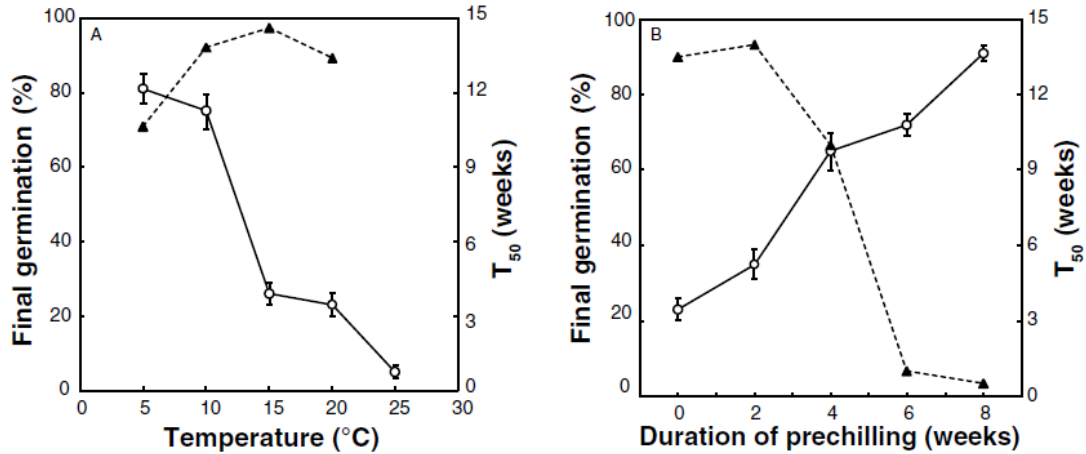 A
Final germination (%)
100
80
60
40
20
0
0 5 10 15 20 25 30
Temperature (°C)
15
12
9
6
3
0
T50 (weeks)
B
Final germination (%)
100
80
60
40
20
0
0 2 4 6 8
Duration of prechilling (weeks)
15
12
9
6
3
0
T50 (weeks)